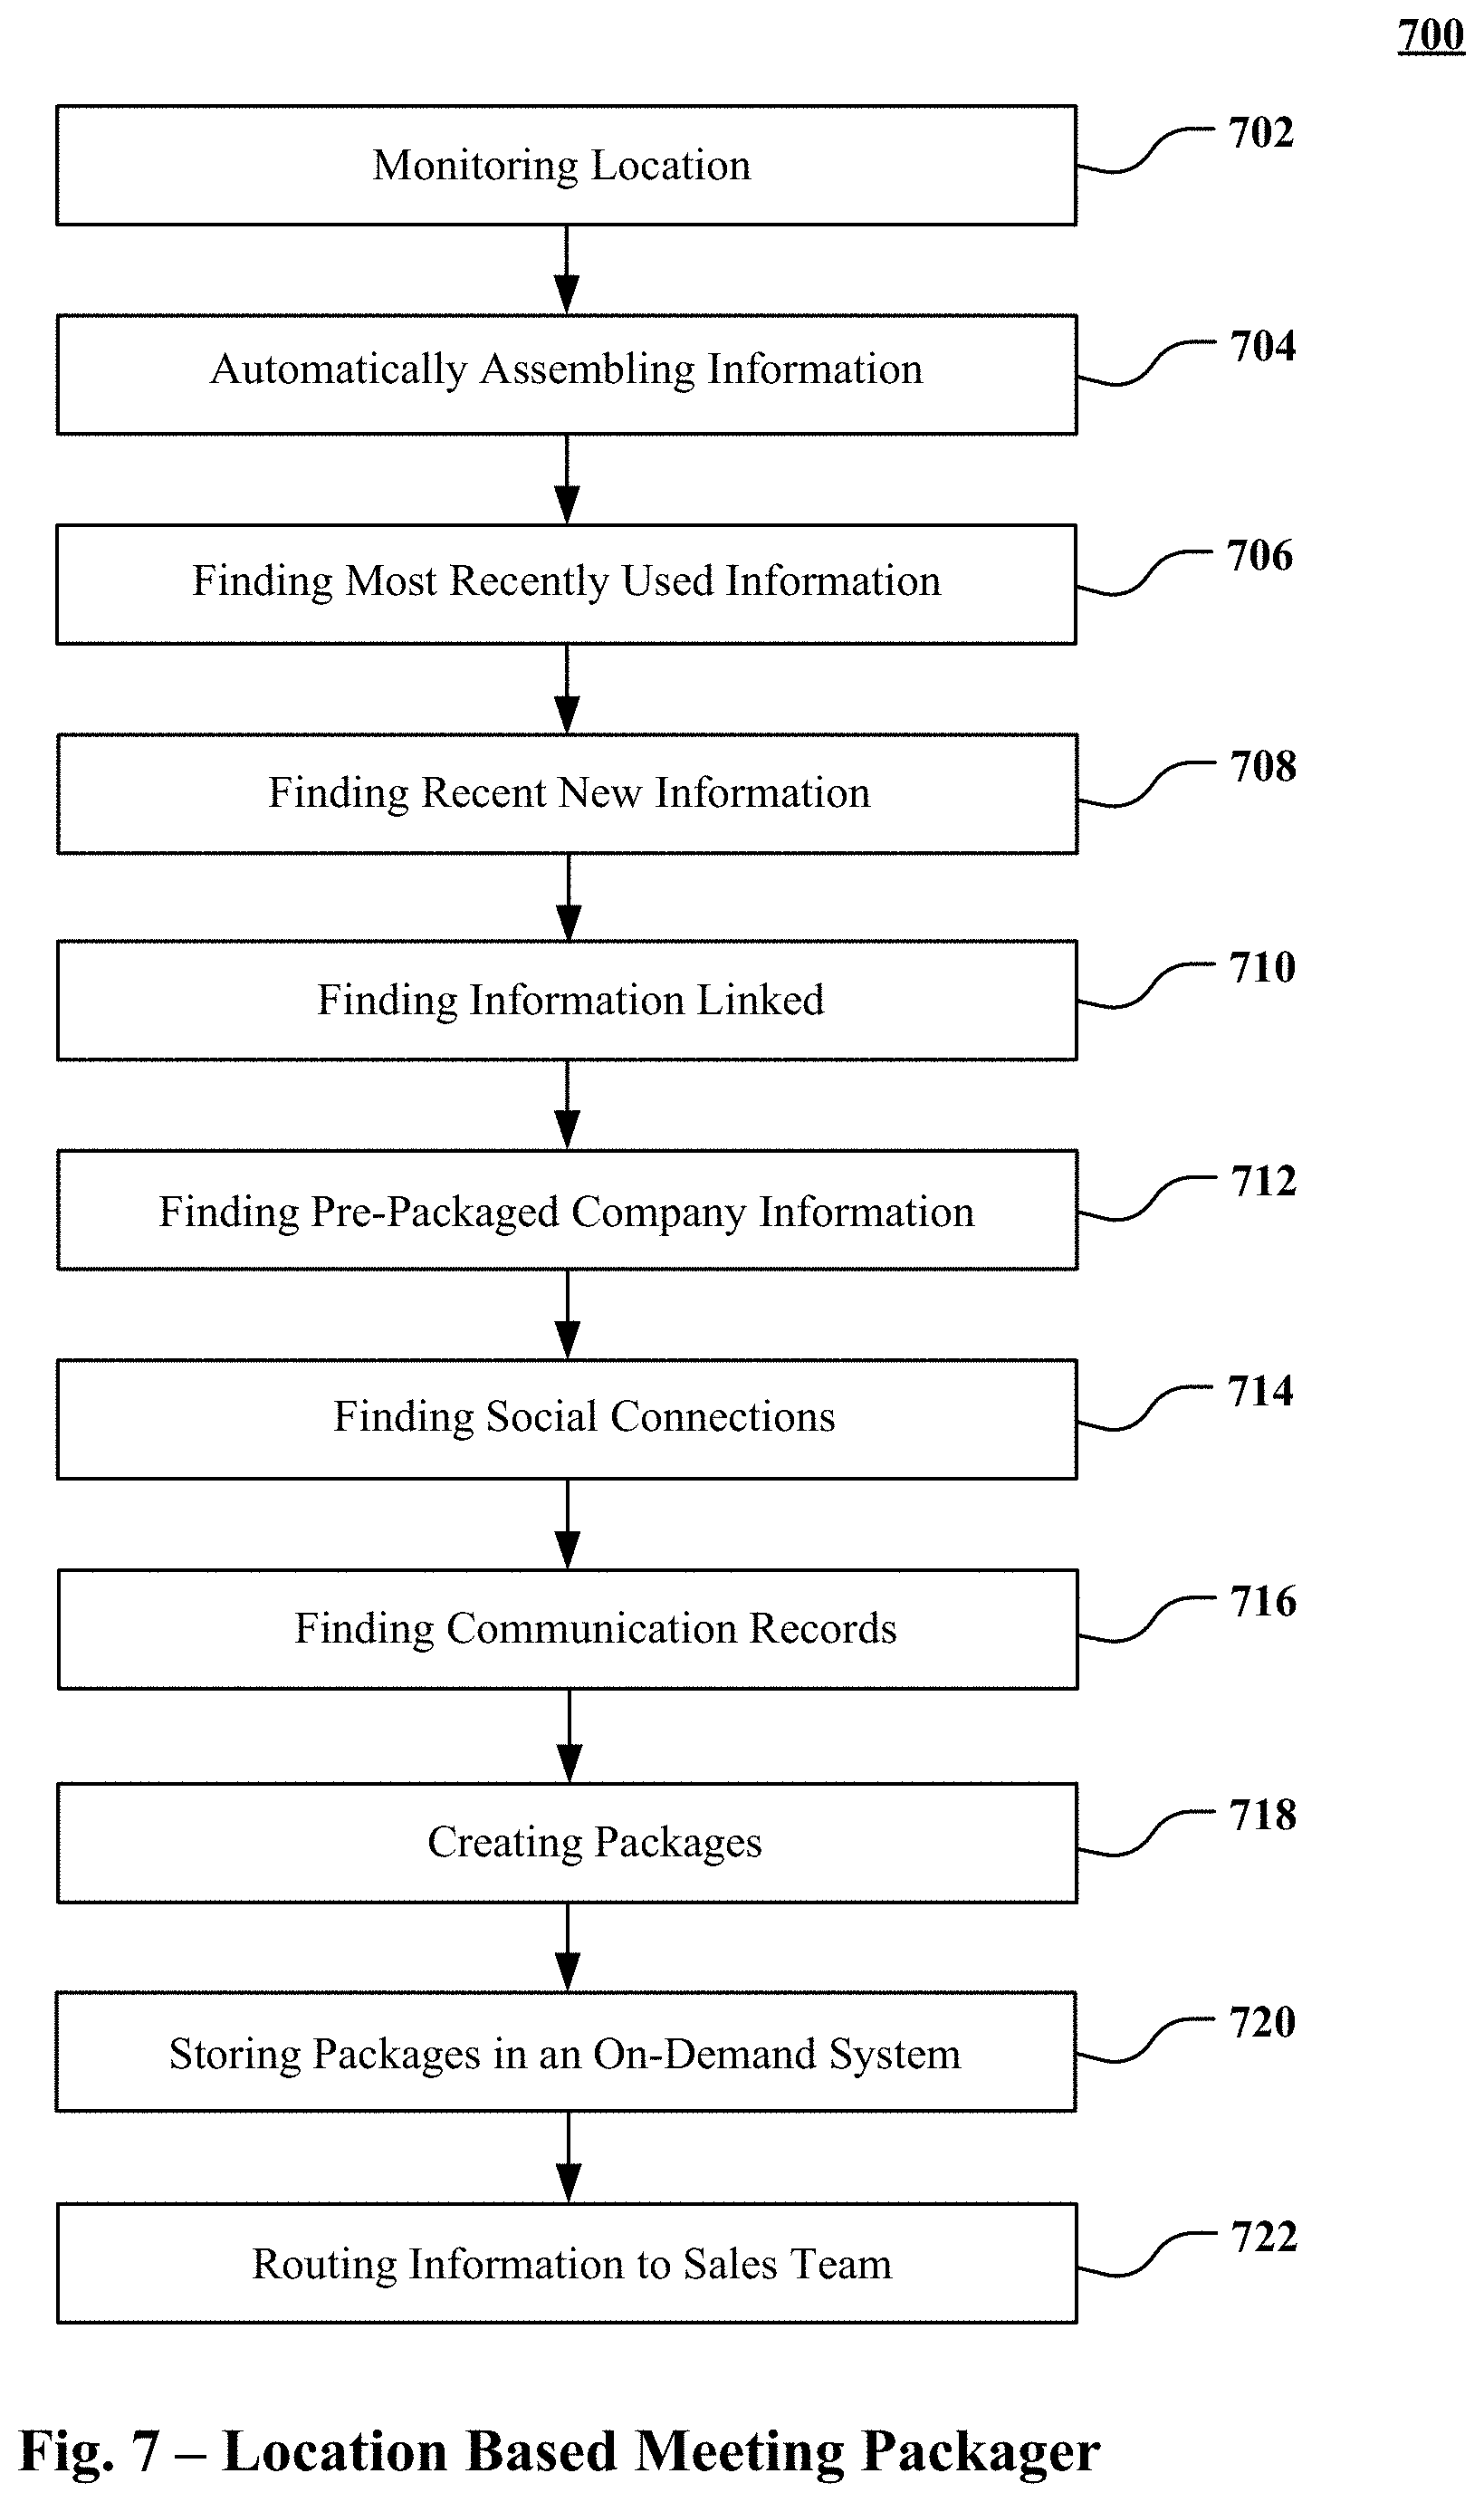 700
Monitoring Location
702
Automatically Assembling Information
704
Finding Most Recently Used Information
706
Finding Recent New Information
708
Finding Information Linked
710
Finding Pre-Packaged Company Information
712
Finding Social Connections
714
Finding Communication Records
716
Creating Packages
718
Storing Packages in an On-Demand System
720
Routing Information to Sales Team
722
Fig. 7 – Location Based Meeting Packager